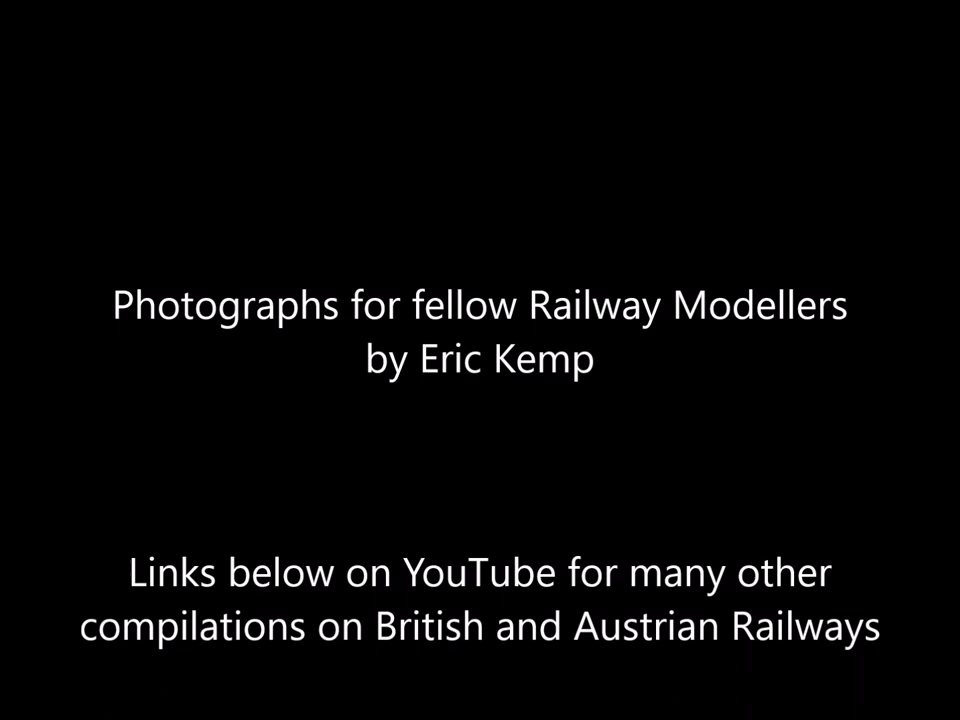 Photographs for fellow Railway Modellers
by Eric Kemp
Links below on YouTube for many other
compilations on British and Austrian Railways